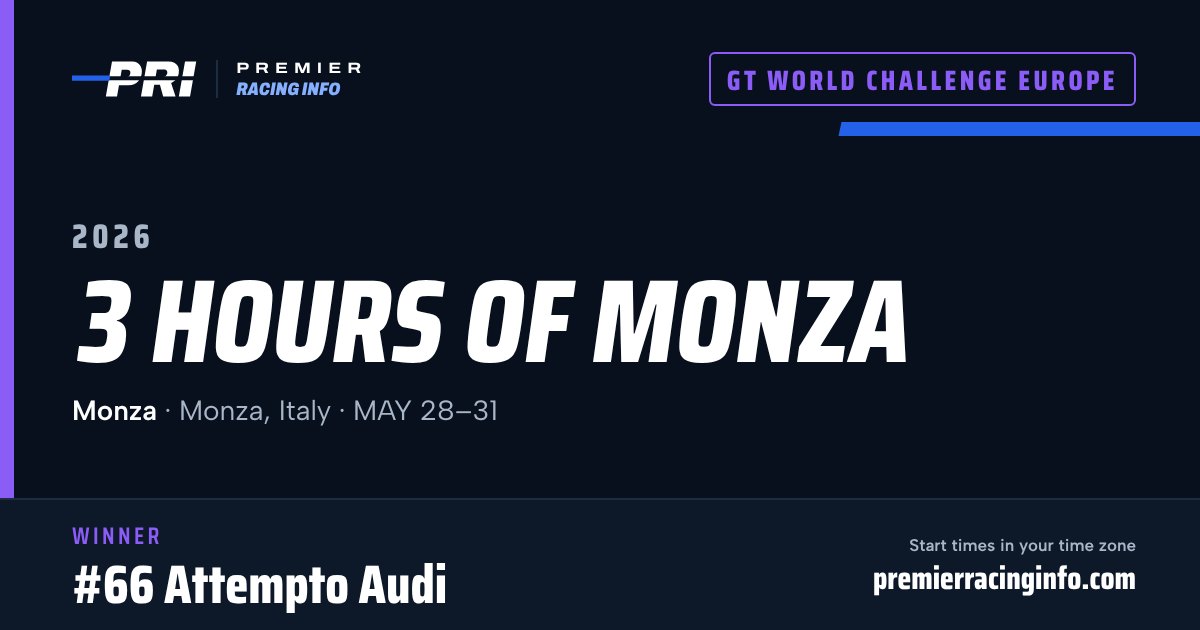 PRI
PREMIER
RACING INFO
GT WORLD CHALLENGE EUROPE
2026
3 HOURS OF MONZA
Monza · Monza, Italy · MAY 28–31
WINNER
#66 Attempto Audi
Start times in your time zone
premierracinginfo.com